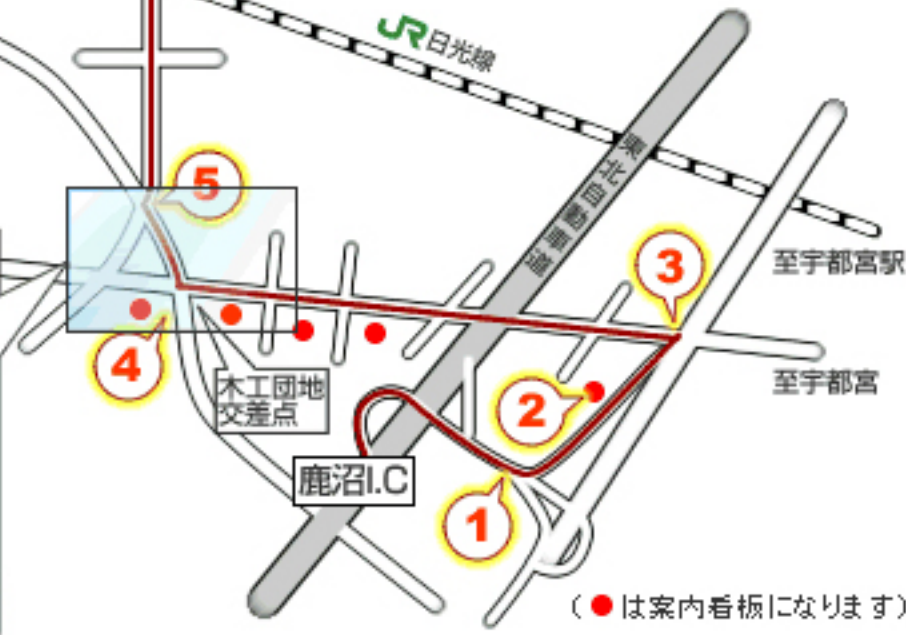 JR日光線
東北自動車道
5
3
至宇都宮駅
4
木工団地
交差点
2
至宇都宮
鹿沼I.C
1
(●は案内看板になります)